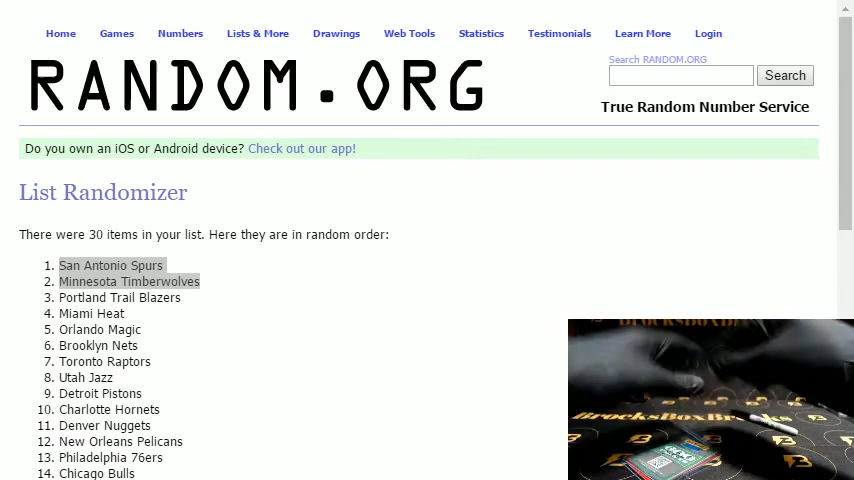 Home Games Numbers Lists & More Drawings Web Tools Statistics Testimonials Learn More Login
Search RANDOM.ORG
RANDOM.ORG
Search
True Random Number Service
Do you own an iOS or Android device? Check out our app!
List Randomizer
There were 30 items in your list. Here they are in random order:
1. San Antonio Spurs
2. Minnesota Timberwolves
3. Portland Trail Blazers
4. Miami Heat
5. Orlando Magic
6. Brooklyn Nets
7. Toronto Raptors
8. Utah Jazz
9. Detroit Pistons
10. Charlotte Hornets
11. Denver Nuggets
12. New Orleans Pelicans
13. Philadelphia 76ers
14. Chicago Bulls